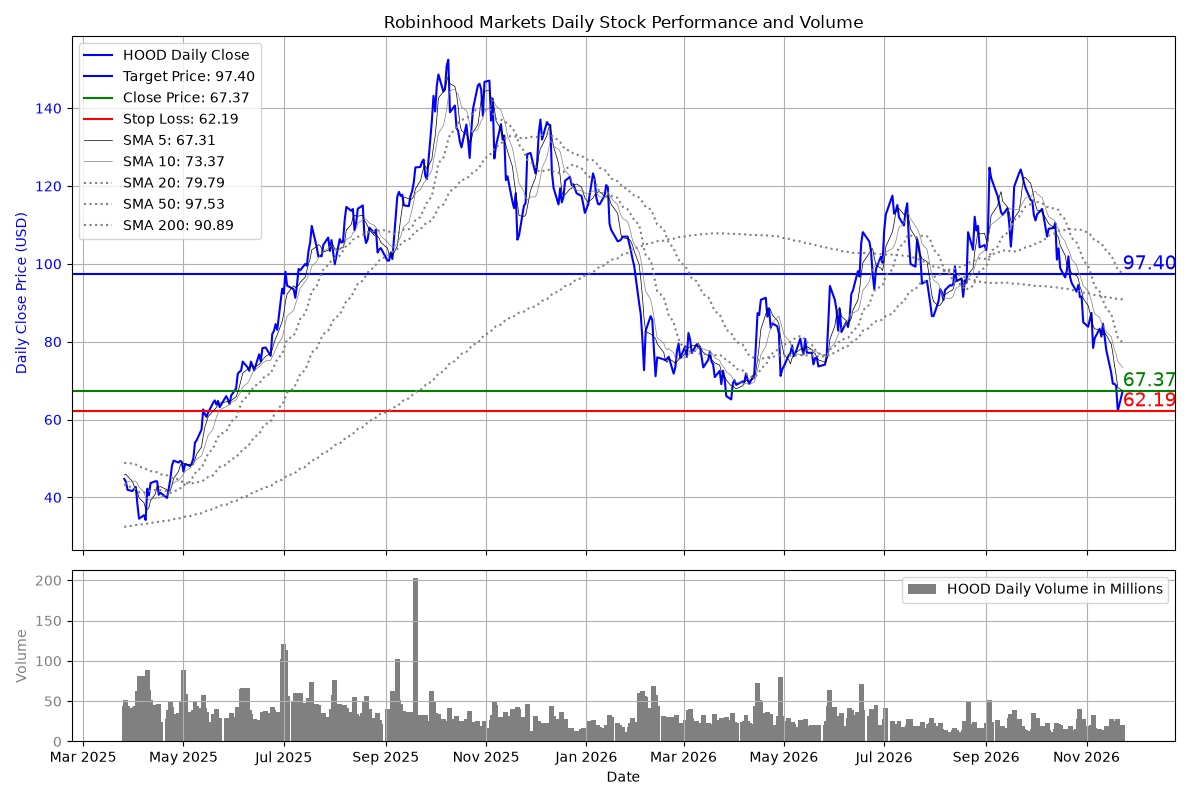 Robinhood Markets Daily Stock Performance and Volume
HOOD Daily Close
Target Price: 97.40
Close Price: 67.37
Stop Loss: 62.19
SMA 5: 67.31
SMA 10: 73.37
SMA 20: 79.79
SMA 50: 97.53
SMA 200: 90.89
Daily Close Price (USD)
140
120
100
80
60
40
97.40
67.37
62.19
HOOD Daily Volume in Millions
Volume
200
150
100
50
0
Mar 2025 May 2025 Jul 2025 Sep 2025 Nov 2025 Jan 2026 Mar 2026 May 2026 Jul 2026 Sep 2026 Nov 2026
Date